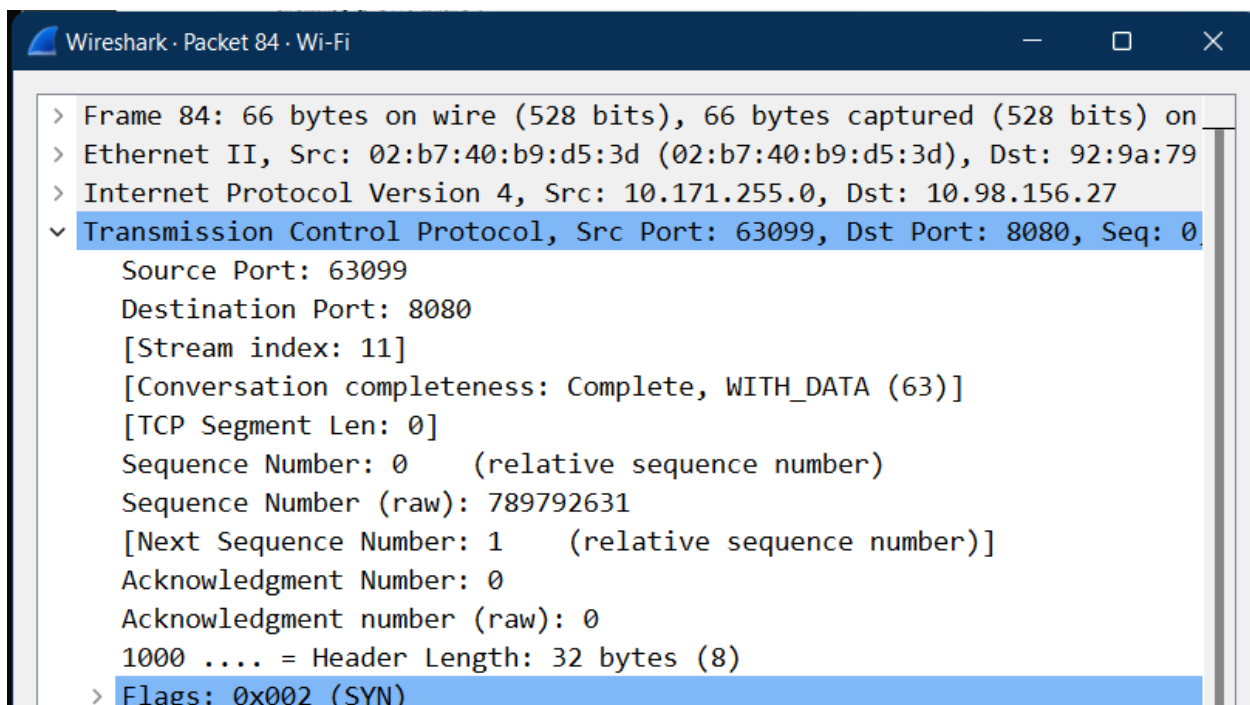 Wireshark · Packet 84 · Wi-Fi
Frame 84: 66 bytes on wire (528 bits), 66 bytes captured (528 bits) on
Ethernet II, Src: 02:b7:40:b9:d5:3d (02:b7:40:b9:d5:3d), Dst: 92:9a:79
Internet Protocol Version 4, Src: 10.171.255.0, Dst: 10.98.156.27
Transmission Control Protocol, Src Port: 63099, Dst Port: 8080, Seq: 0,
Source Port: 63099
Destination Port: 8080
[Stream index: 11]
[Conversation completeness: Complete, WITH_DATA (63)]
[TCP Segment Len: 0]
Sequence Number: 0    (relative sequence number)
Sequence Number (raw): 789792631
[Next Sequence Number: 1    (relative sequence number)]
Acknowledgment Number: 0
Acknowledgment number (raw): 0
1000 .... = Header Length: 32 bytes (8)
Flags: 0x002 (SYN)